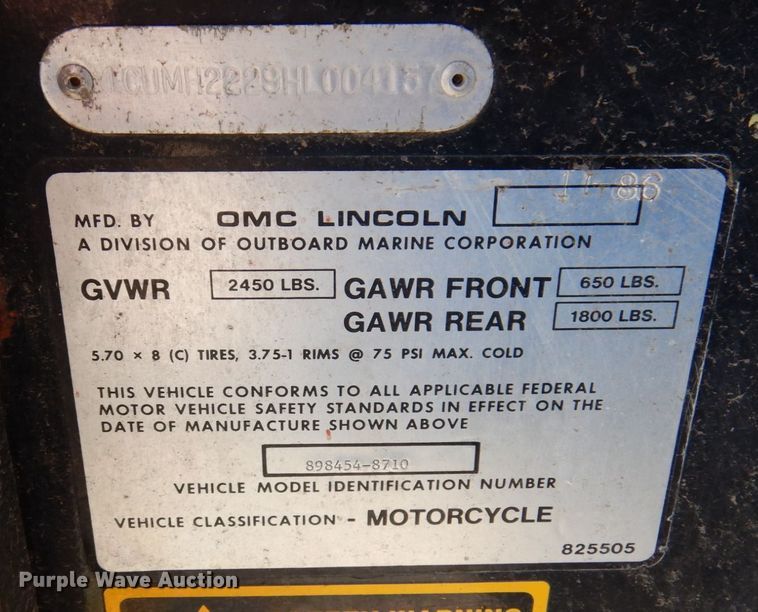 MFD. BY OMC LINCOLN
11 86
A DIVISION OF OUTBOARD MARINE CORPORATION
GVWR 2450 LBS. GAWR FRONT 650 LBS.
GAWR REAR 1800 LBS.
5.70 x 8 (C) TIRES, 3.75-1 RIMS @ 75 PSI MAX. COLD
THIS VEHICLE CONFORMS TO ALL APPLICABLE FEDERAL
MOTOR VEHICLE SAFETY STANDARDS IN EFFECT ON THE
DATE OF MANUFACTURE SHOWN ABOVE
898454-8710
VEHICLE MODEL IDENTIFICATION NUMBER
VEHICLE CLASSIFICATION - MOTORCYCLE
825505
Purple Wave Auction